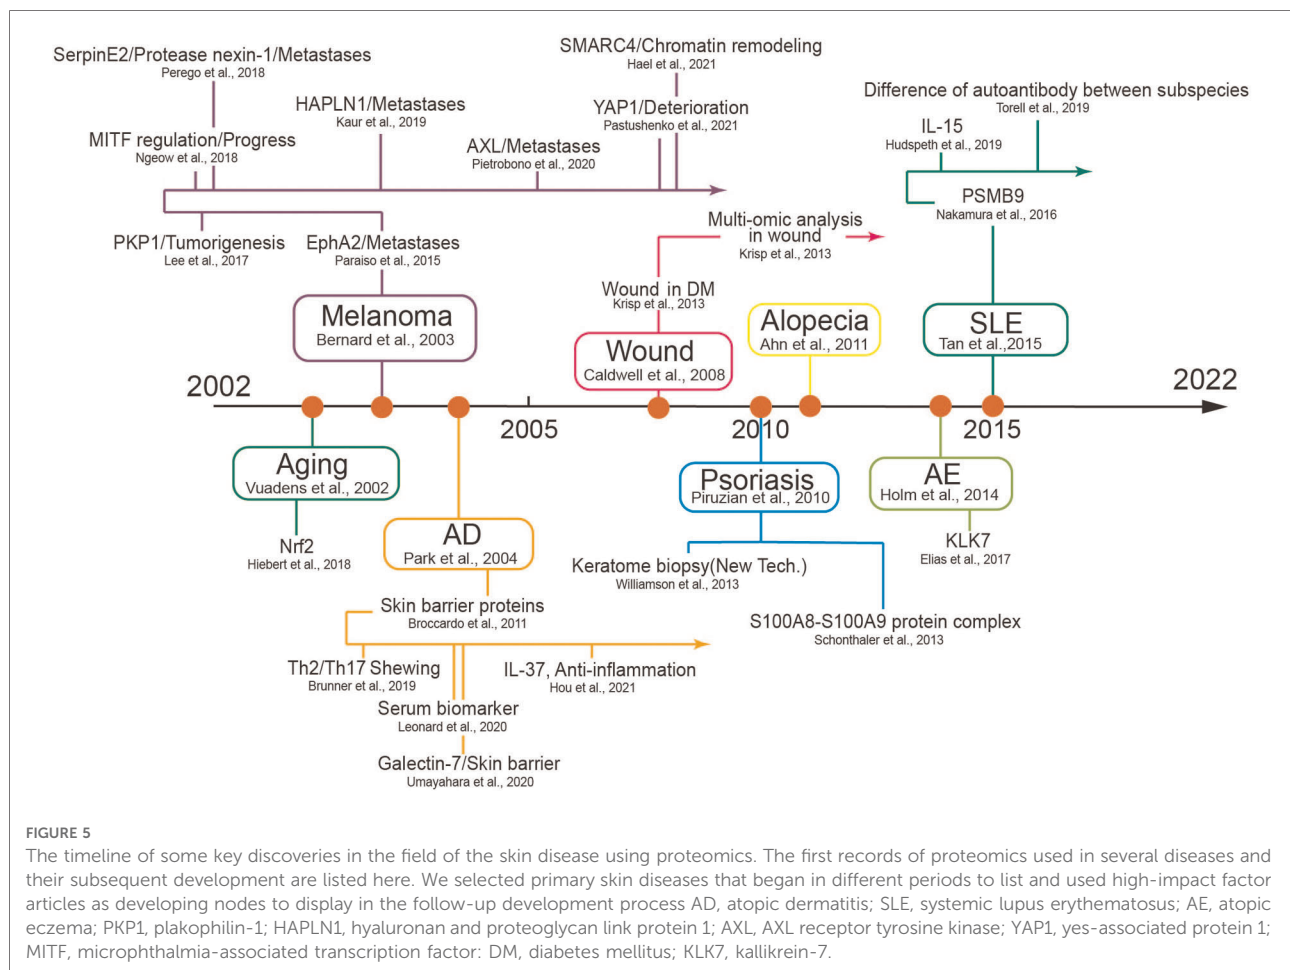 SerpinE2/Protease nexin-1/Metastases
Perego et al., 2018
MITF regulation/Progress
Ngeow et al., 2018
HAPLN1/Metastases
Kaur et al., 2019
AXL/Metastases
Pietrobono et al., 2020
SMARC4/Chromatin remodeling
Hael et al., 2021
YAP1/Deterioration
Pastushenko et al., 2021
Difference of autoantibody between subspecies
Torell et al., 2019
IL-15
Hudspeth et al., 2019
PSMB9
Nakamura et al., 2016
PKP1/Tumorigenesis
Lee et al., 2017
EphA2/Metastases
Paraiso et al., 2015
Multi-omic analysis
in wound
Krisp et al., 2013
Wound in DM
Krisp et al., 2013
Melanoma
Bernard et al., 2003
Wound
Caldwell et al., 2008
Alopecia
Ahn et al., 2011
SLE
Tan et al.,2015
2002
2022
2005
2010
2015
Aging
Vuadens et al., 2002
Nrf2
Hiebert et al., 2018
AD
Park et al., 2004
Psoriasis
Piruzian et al., 2010
AE
Holm et al., 2014
KLK7
Elias et al., 2017
Keratome biopsy(New Tech.)
Williamson et al., 2013
S100A8-S100A9 protein complex
Schonthaler et al., 2013
Skin barrier proteins
Broccardo et al., 2011
Th2/Th17 Shewing
Brunner et al., 2019
IL-37, Anti-inflammation
Hou et al., 2021
Serum biomarker
Leonard et al., 2020
Galectin-7/Skin barrier
Umayahara et al., 2020
FIGURE 5
The timeline of some key discoveries in the field of the skin disease using proteomics. The first records of proteomics used in several diseases and
their subsequent development are listed here. We selected primary skin diseases that began in different periods to list and used high-impact factor
articles as developing nodes to display in the follow-up development process AD, atopic dermatitis; SLE, systemic lupus erythematosus; AE, atopic
eczema; PKP1, plakophilin-1; HAPLN1, hyaluronan and proteoglycan link protein 1; AXL, AXL receptor tyrosine kinase; YAP1, yes-associated protein 1;
MITF, microphthalmia-associated transcription factor: DM, diabetes mellitus; KLK7, kallikrein-7.